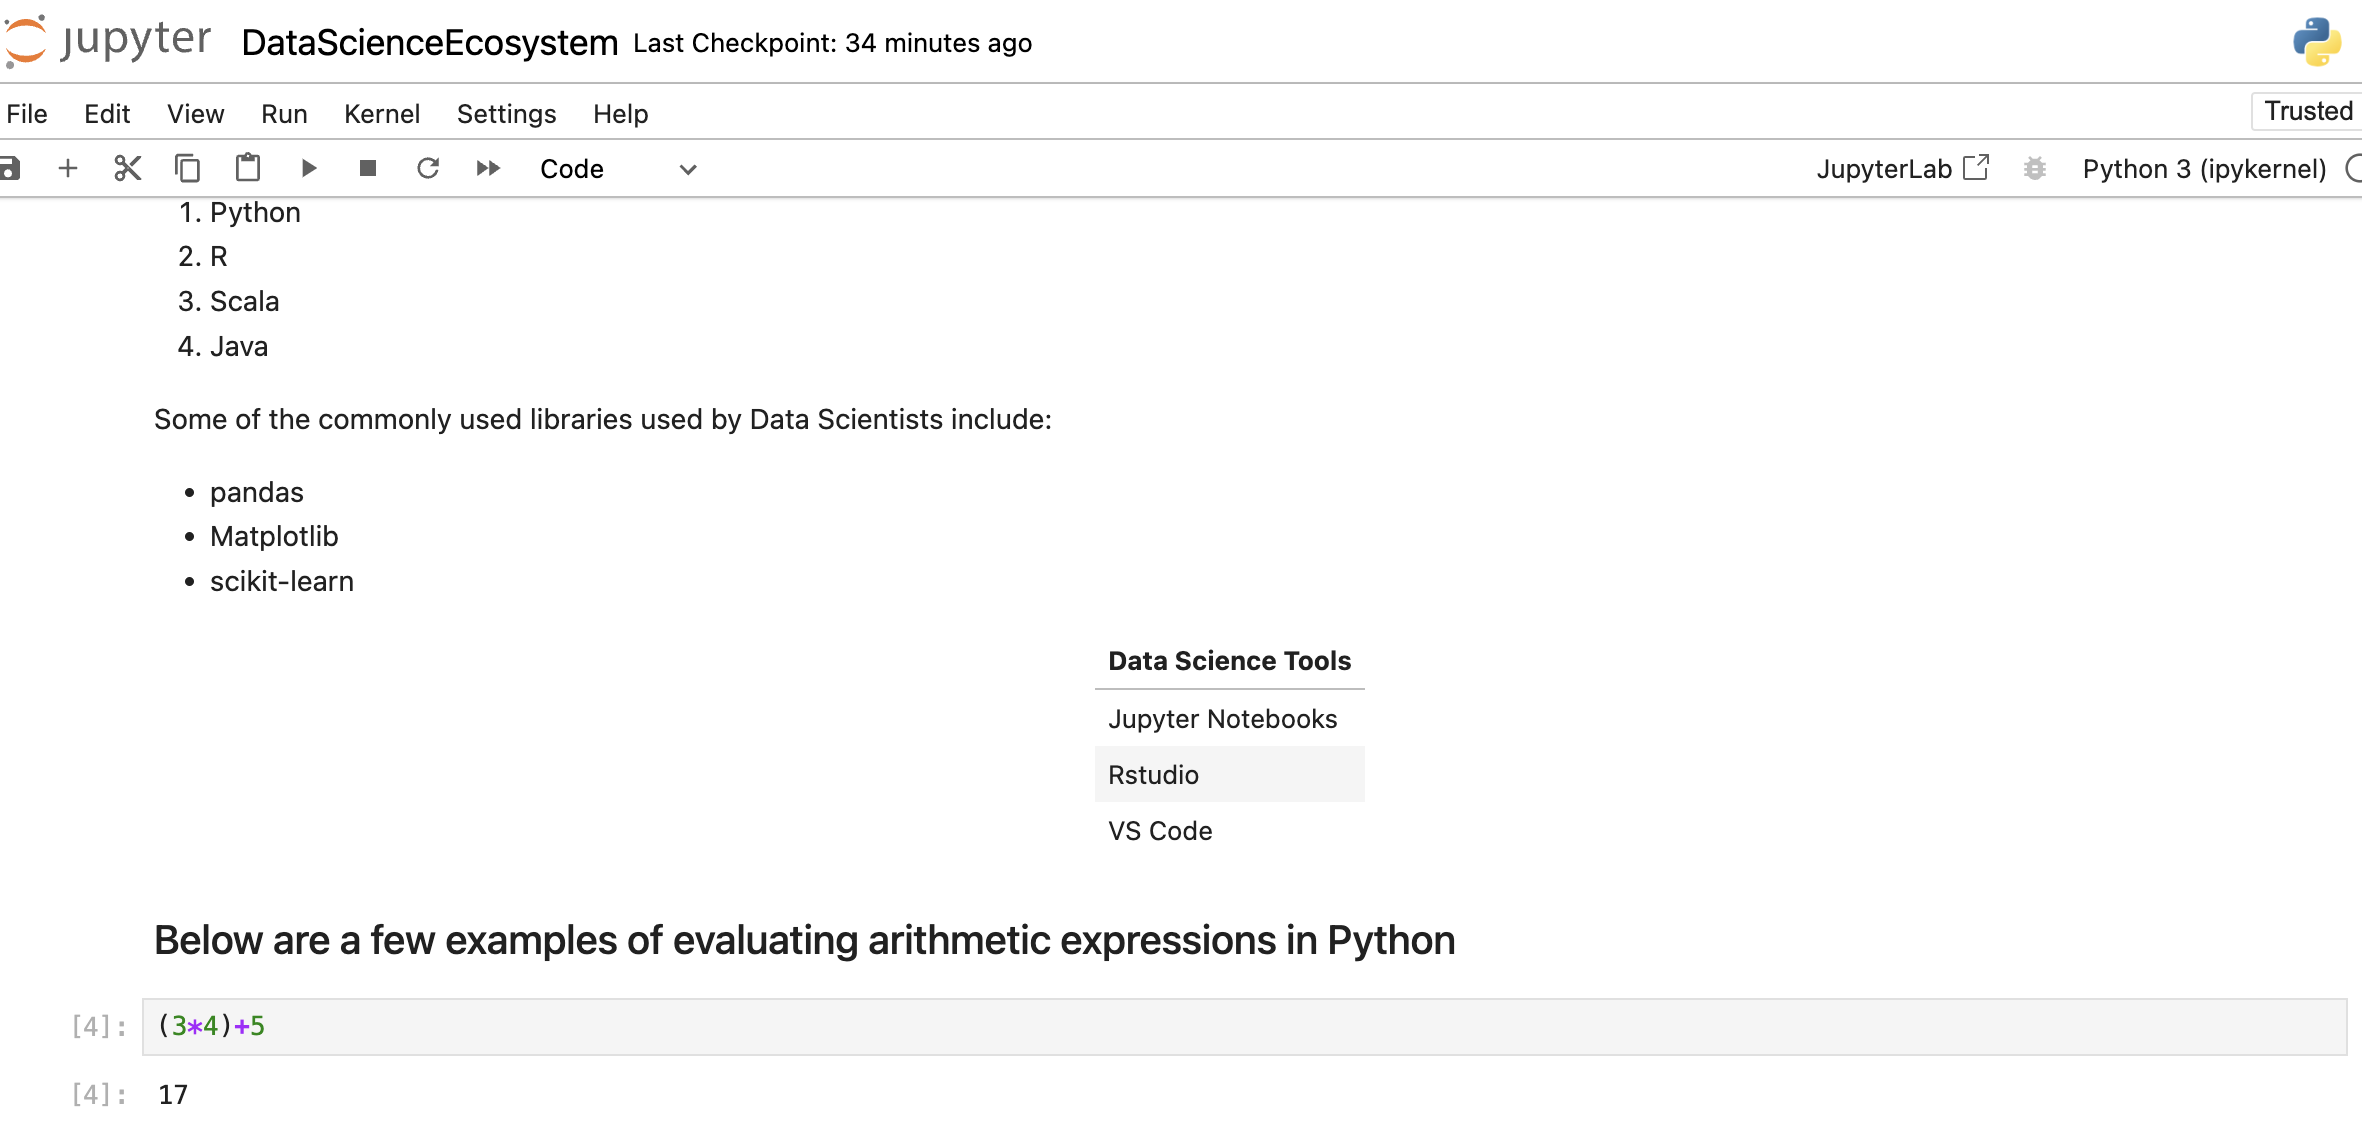 jupyter DataScienceEcosystem Last Checkpoint: 34 minutes ago
File Edit View Run Kernel Settings Help Trusted
Code JupyterLab Python 3 (ipykernel)
1. Python
2. R
3. Scala
4. Java
Some of the commonly used libraries used by Data Scientists include:
• pandas
• Matplotlib
• scikit-learn
Data Science Tools
Jupyter Notebooks
Rstudio
VS Code
Below are a few examples of evaluating arithmetic expressions in Python
[4]: (3*4)+5
[4]: 17